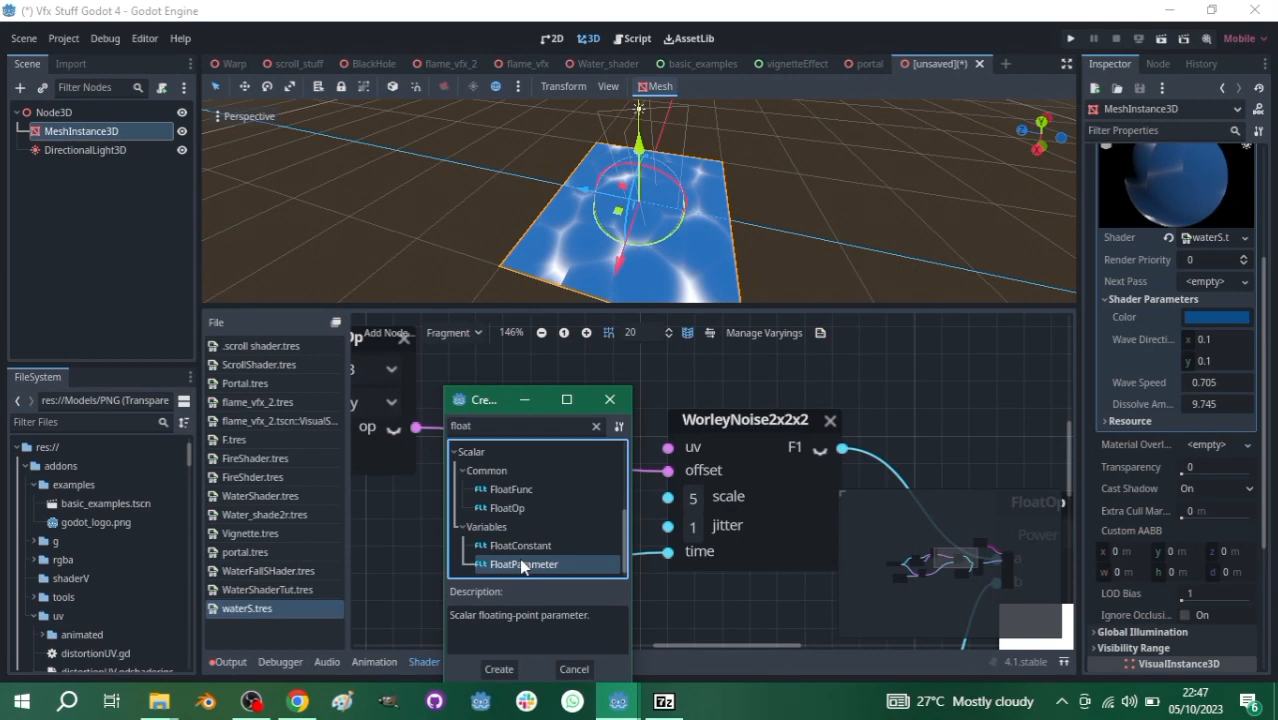 (*) Vfx Stuff Godot 4 - Godot Engine
Scene Project Debug Editor Help
2D 3D Script AssetLib
Mobile
Scene Import
Warp scroll_stuff BlackHole flame_vfx_2 flame_vfx Water_shader basic_examples vignetteEffect portal [unsaved](*)
Inspector Node History
Filter Nodes
Transform View Mesh
Node3D
MeshInstance3D
DirectionalLight3D
Perspective
MeshInstance3D
Filter Properties
Shader waterS.t
Render Priority 0
Next Pass <empty>
Shader Parameters
Color
Wave Directi... x 0.1
y 0.1
Wave Speed 0.705
Dissolve Am... 9.745
Resource
Material Overl... <empty>
Transparency 0
Cast Shadow On
Extra Cull Mar... 0 m
Custom AABB
x 0 m y 0 m z 0 m
w 0 m h 0 m d 0 m
LOD Bias 1
Ignore Occlusi... On
Global Illumination
Visibility Range
VisualInstance3D
File
.scroll shader.tres
ScrollShader.tres
Portal.tres
flame_vfx_2.tres
flame_vfx_2.tscn::VisualS...
F.tres
FireShader.tres
FireShder.tres
WaterShader.tres
Water_shade2r.tres
Vignette.tres
portal.tres
WaterFallSHader.tres
WaterShaderTut.tres
waterS.tres
FileSystem
res://Models/PNG (Transpare
Filter Files
res://
addons
examples
basic_examples.tscn
godot_logo.png
g
rgba
shaderV
tools
uv
animated
distortionUV.gd
distortionUV.gdshaderinc
Add Node... Fragment 146% 20 Manage Varyings
Op
3
y
op
Cre...
float
Scalar
Common
FloatFunc
FloatOp
Variables
FloatConstant
FloatParameter
Description:
Scalar floating-point parameter.
Create Cancel
WorleyNoise2x2x2
uv F1
offset
5 scale
1 jitter
time
FloatOp
Power
a
b
Output Debugger Audio Animation Shader
4.1.stable
27°C Mostly cloudy
22:47
05/10/2023
6